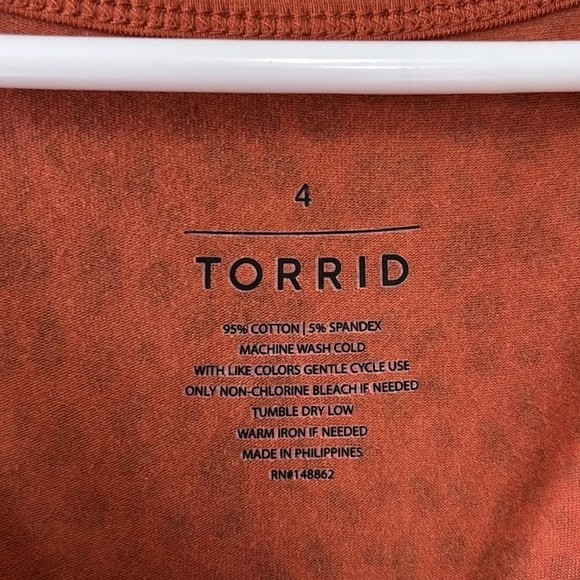 4
TORRID
95% COTTON | 5% SPANDEX
MACHINE WASH COLD
WITH LIKE COLORS GENTLE CYCLE USE
ONLY NON-CHLORINE BLEACH IF NEEDED
TUMBLE DRY LOW
WARM IRON IF NEEDED
MADE IN PHILIPPINES
RN#148862